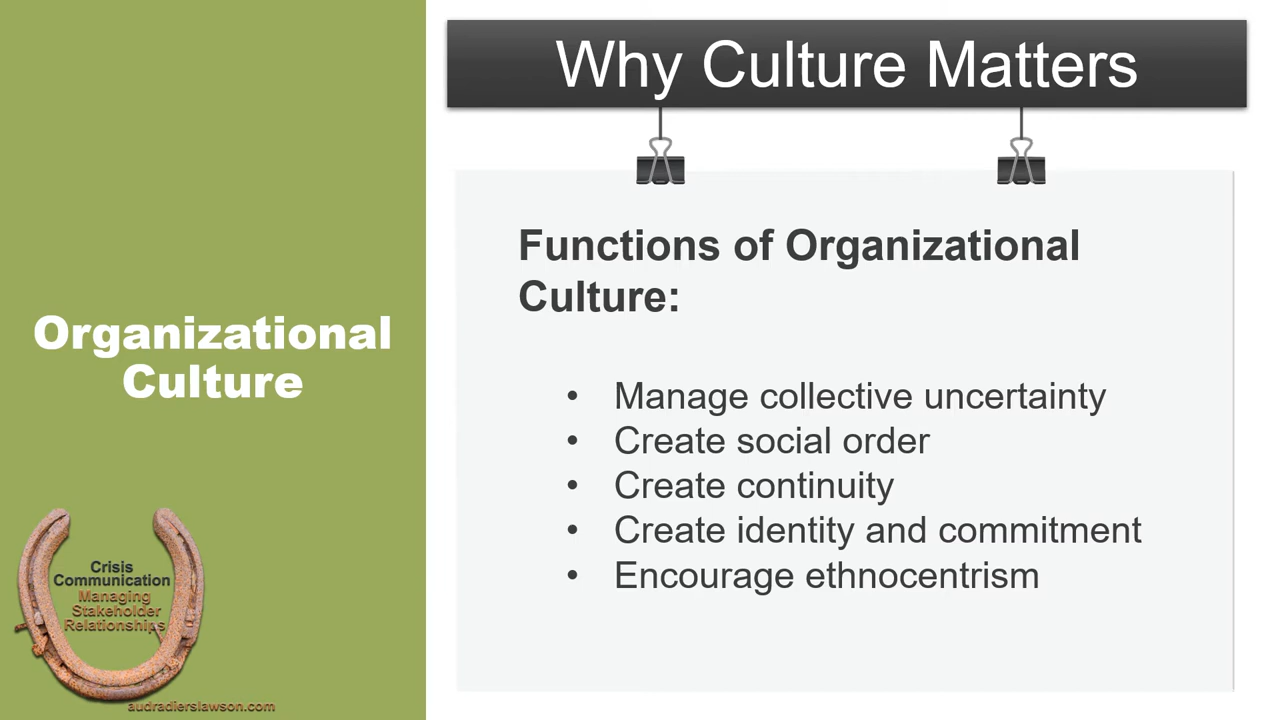 Why Culture Matters
Functions of Organizational
Culture:
• Manage collective uncertainty
• Create social order
• Create continuity
• Create identity and commitment
• Encourage ethnocentrism
Organizational
Culture
Crisis
Communication
Managing
Stakeholder
Relationships
audradierslawson.com